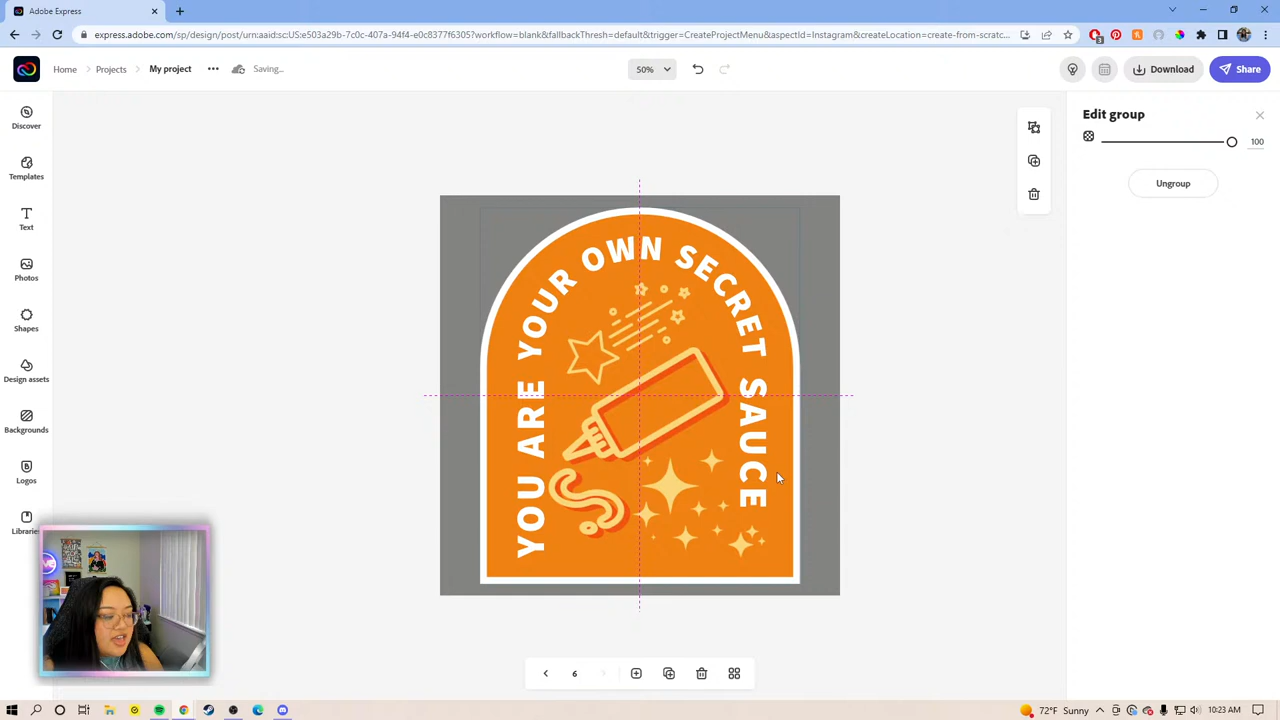 Adobe Express
express.adobe.com/sp/design/post/urn:aaid:scUS:e503a29b-7c0c-407a-94f4-e0c8377f6305?workflow=blank&fallbackThresh=default&trigger=CreateProjectMenu&aspectId=Instagram&createLocation=create-from-scratc...
3
Home
Projects
My project
Saving...
50%
Download
Share
Discover
Templates
Text
Photos
Shapes
Design assets
Backgrounds
Logos
Libraries
Edit group
100
Ungroup
YOU ARE YOUR OWN SECRET SAUCE
6
72°F Sunny
10:23 AM